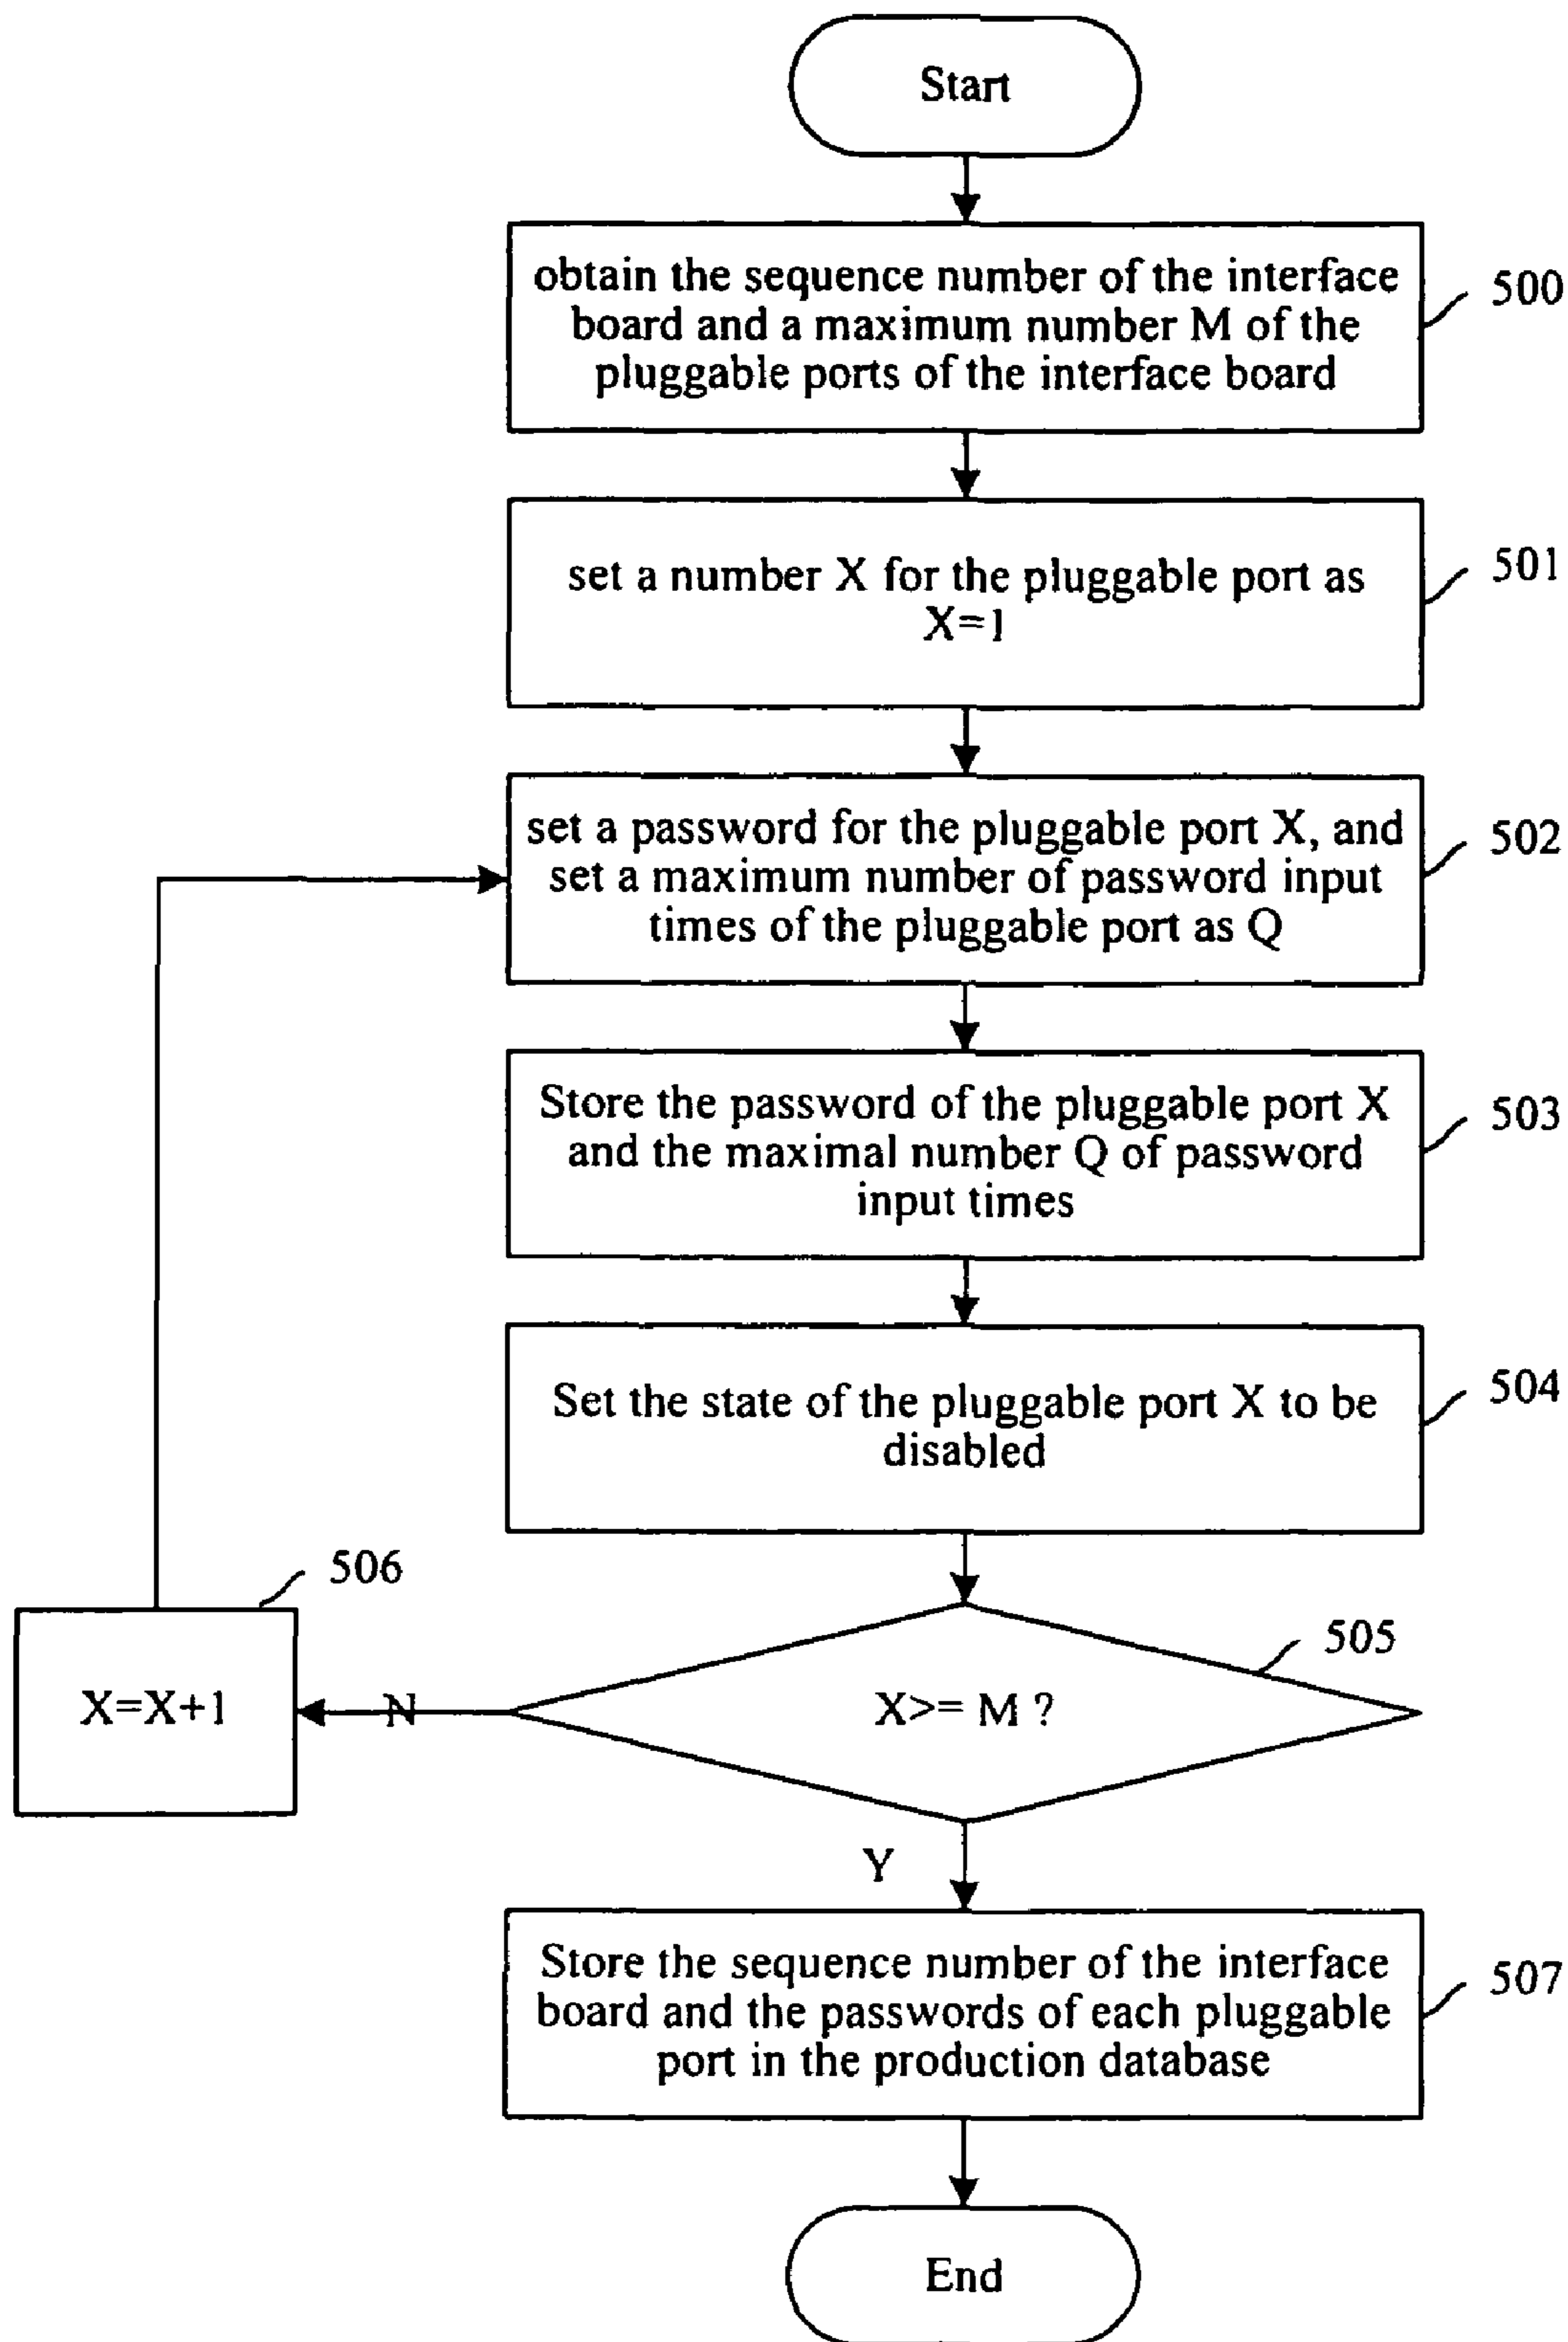 Start
obtain the sequence number of the interface
board and a maximum number M of the
pluggable ports of the interface board
500
set a number X for the pluggable port as
X=1
501
set a password for the pluggable port X, and
set a maximum number of password input
times of the pluggable port as Q
502
Store the password of the pluggable port X
and the maximal number Q of password
input times
503
Set the state of the pluggable port X to be
disabled
504
506
505
X=X+1
N
X>= M ?
Y
Store the sequence number of the interface
board and the passwords of each pluggable
port in the production database
507
End